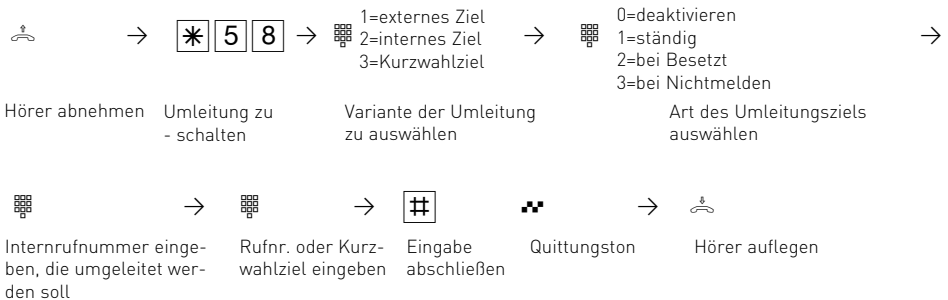 1=externes Ziel
2=internes Ziel
3=Kurzwahlziel
0=deaktivieren
1=ständig
2=bei Besetzt
3=bei Nichtmelden
* 5 8
Hörer abnehmen
Umleitung zu
- schalten
Variante der Umleitung
zu auswählen
Art des Umleitungsziels
auswählen
#
Internrufnummer einge-
ben, die umgeleitet wer-
den soll
Rufnr. oder Kurz-
wahlziel eingeben
Eingabe
abschließen
Quittungston
Hörer auflegen